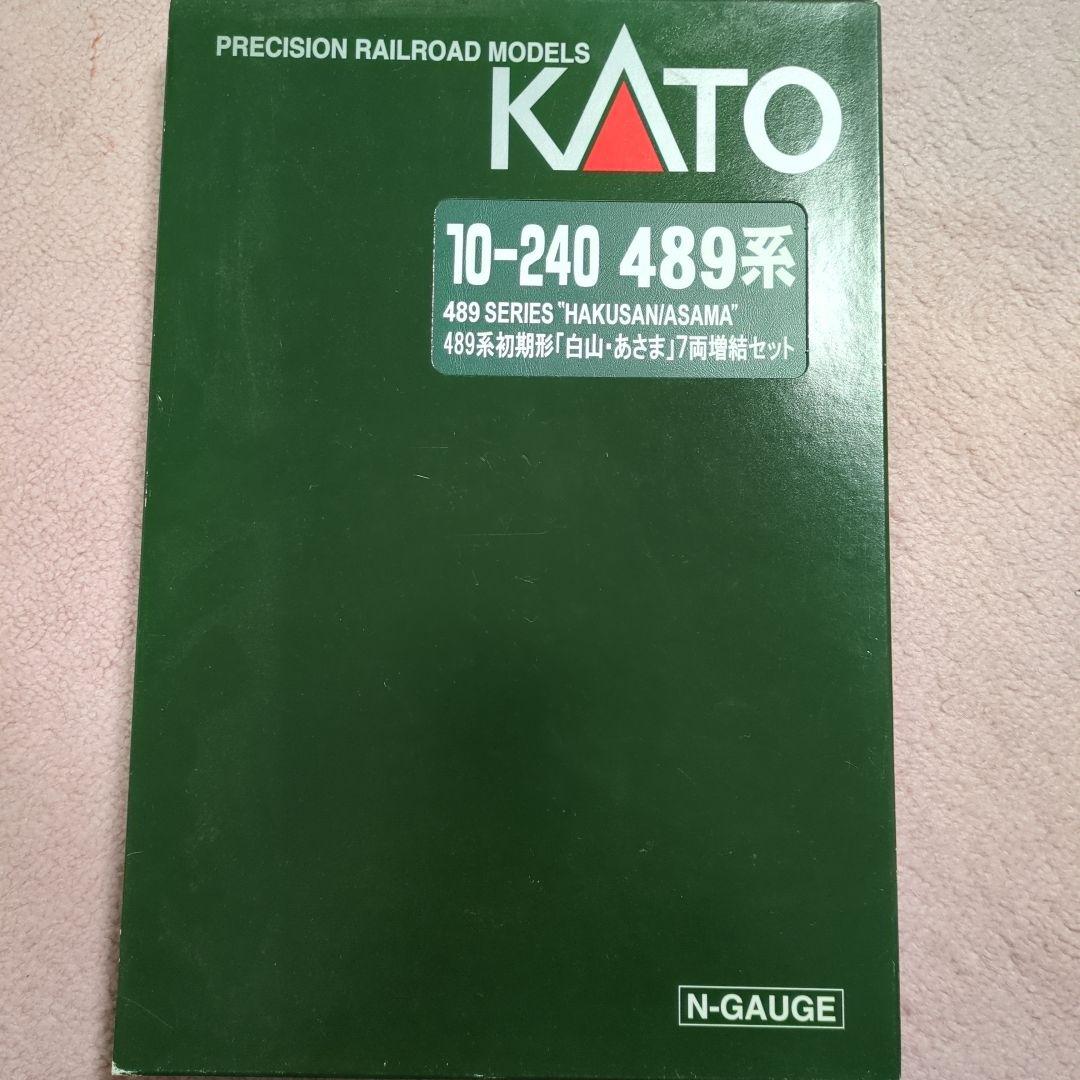 PRECISION RAILROAD MODELS
KATO
10-240 489系
489 SERIES "HAKUSAN/ASAMA"
489系初期形「白山・あさま」7両増結セット
N-GAUGE